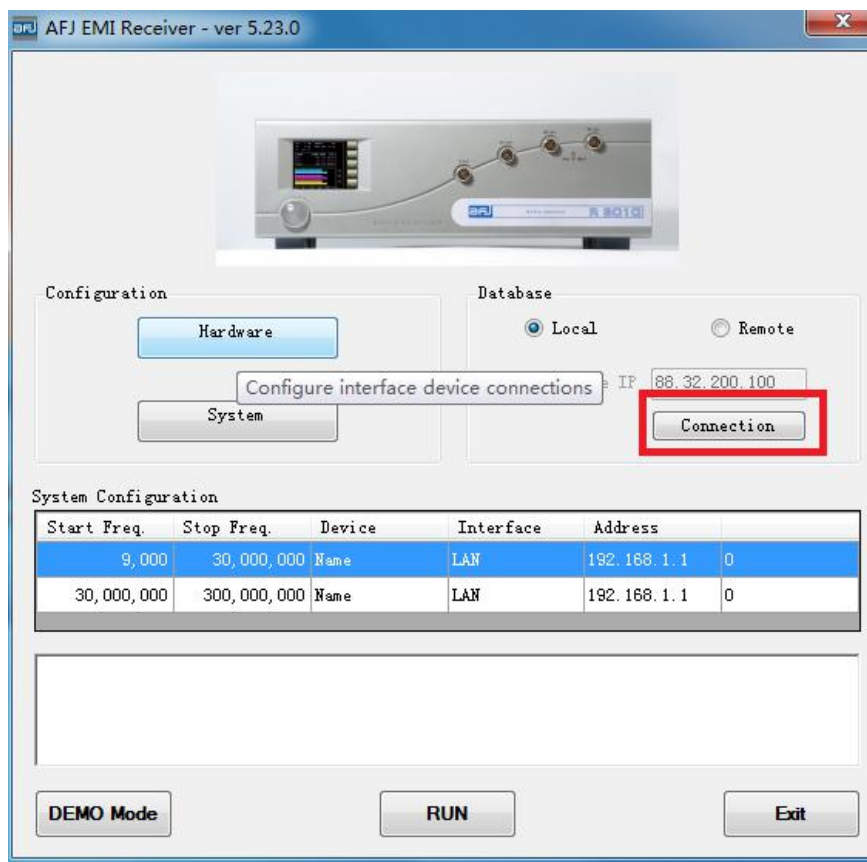 AFJ EMI Receiver - ver 5.23.0
AFJ
R 3010
Configuration
Hardware
System
Configure interface device connections
Database
Local
Remote
IP 88.32.200.100
Connection
System Configuration
Start Freq. Stop Freq. Device Interface Address
9,000 30,000,000 Name LAN 192.168.1.1 0
30,000,000 300,000,000 Name LAN 192.168.1.1 0
DEMO Mode
RUN
Exit